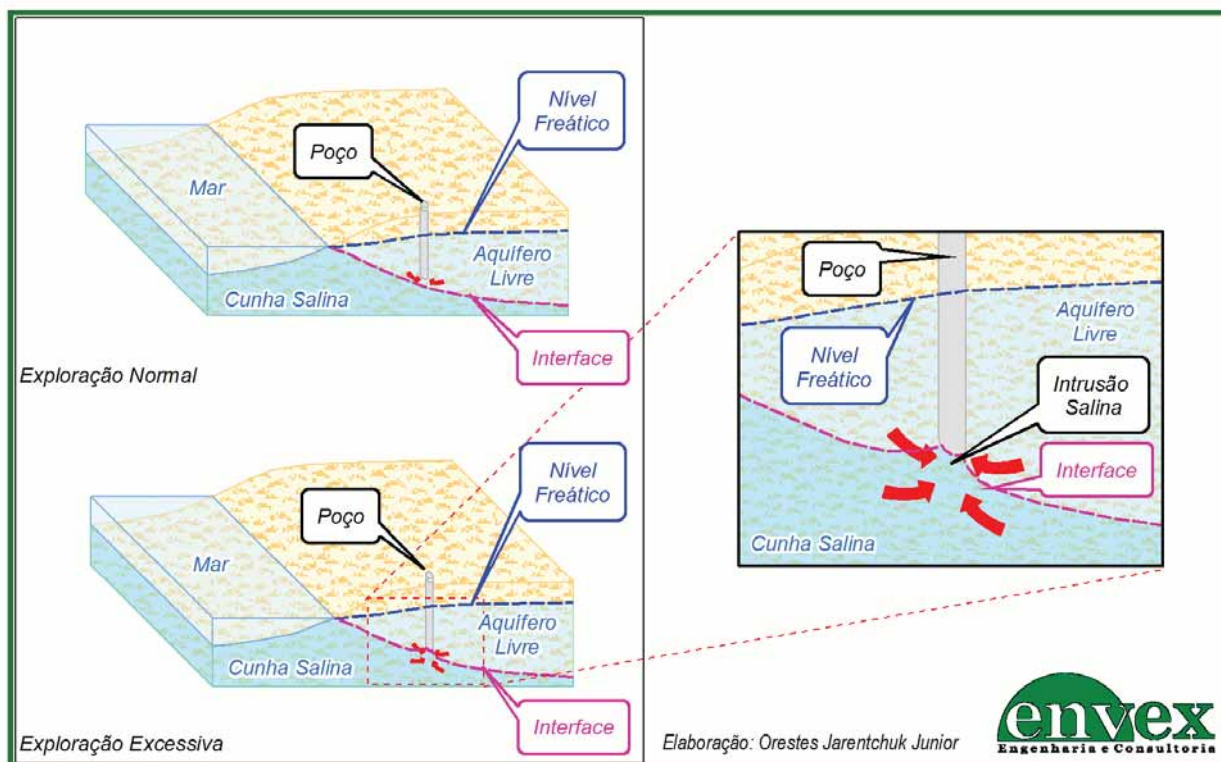 Nível
Freático
Poço
Mar
Aquífero
Livre
Cunha Salina
Interface
Exploração Normal
Nível
Freático
Poço
Mar
Aquífero
Livre
Cunha Salina
Interface
Exploração Excessiva
Poço
Aquífero
Livre
Nível
Freático
Intrusão
Salina
Interface
Cunha Salina
Elaboração: Orestes Jarentchuk Junior
envex
Engenharia e Consultoria